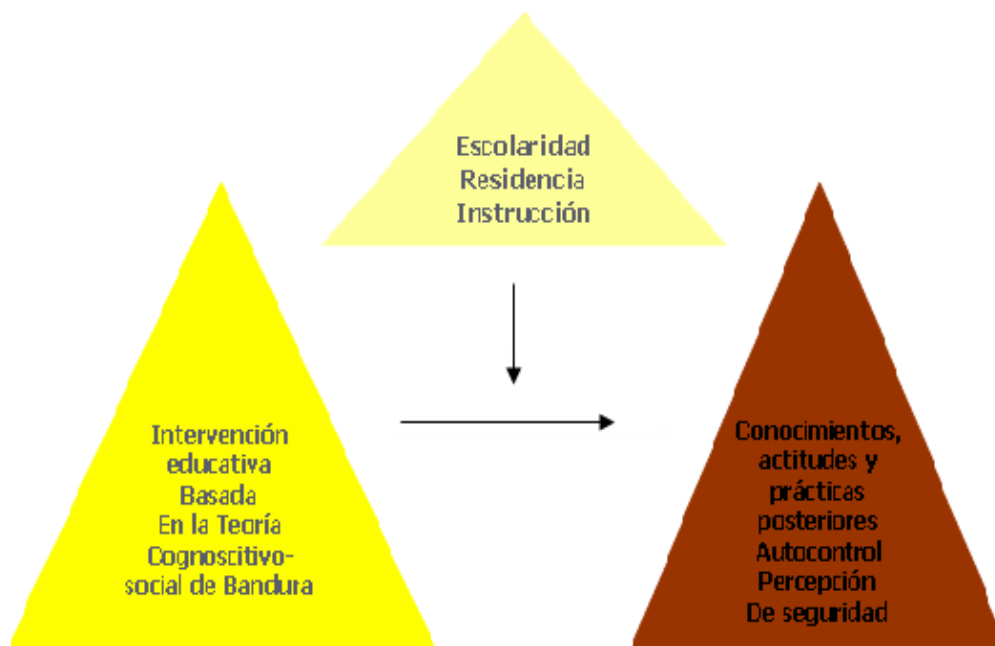 Escolaridad
Residencia
Instrucción
Intervención
educativa
Basada
En la Teoría
Cognoscitivo-
social de Bandura
Conocimientos,
actitudes y
prácticas
posteriores
Autocontrol
Percepción
De seguridad